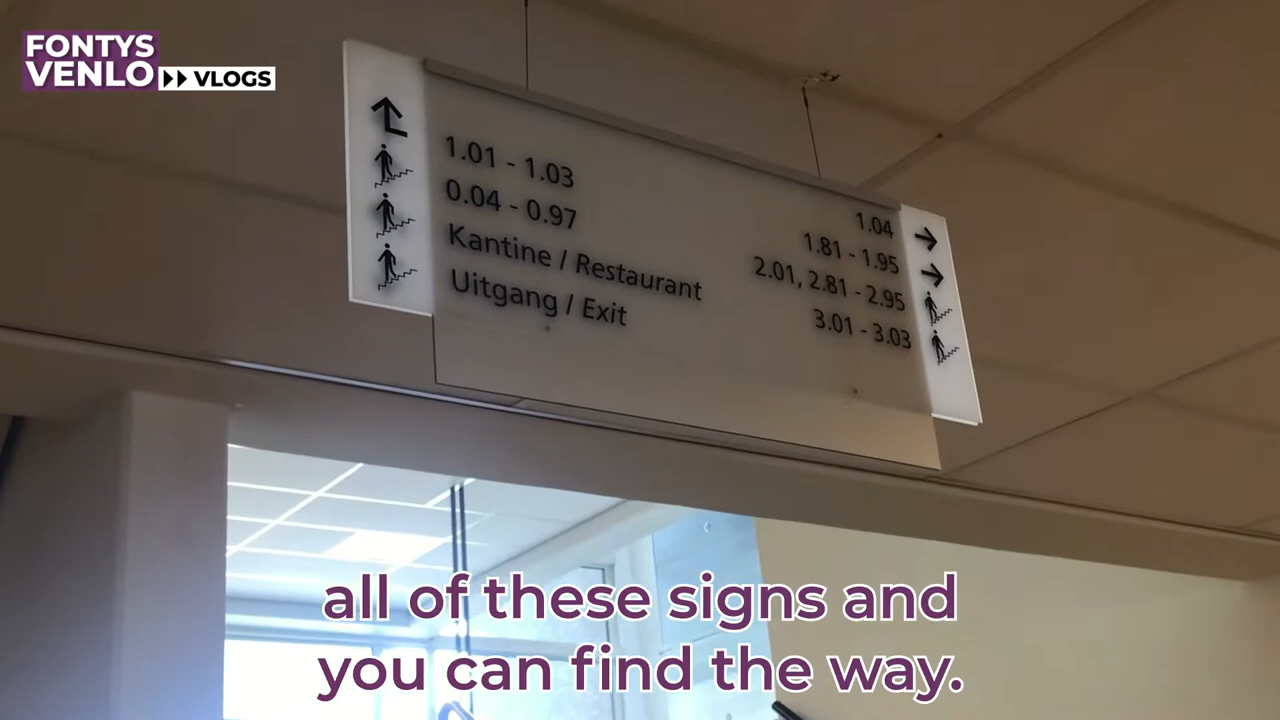 FONTYS
VENLO
VLOGS
1.01 - 1.03
0.04 - 0.97
Kantine / Restaurant
Uitgang / Exit
1.04
1.81 - 1.95
2.01, 2.81 - 2.95
3.01 - 3.03
all of these signs and
you can find the way.